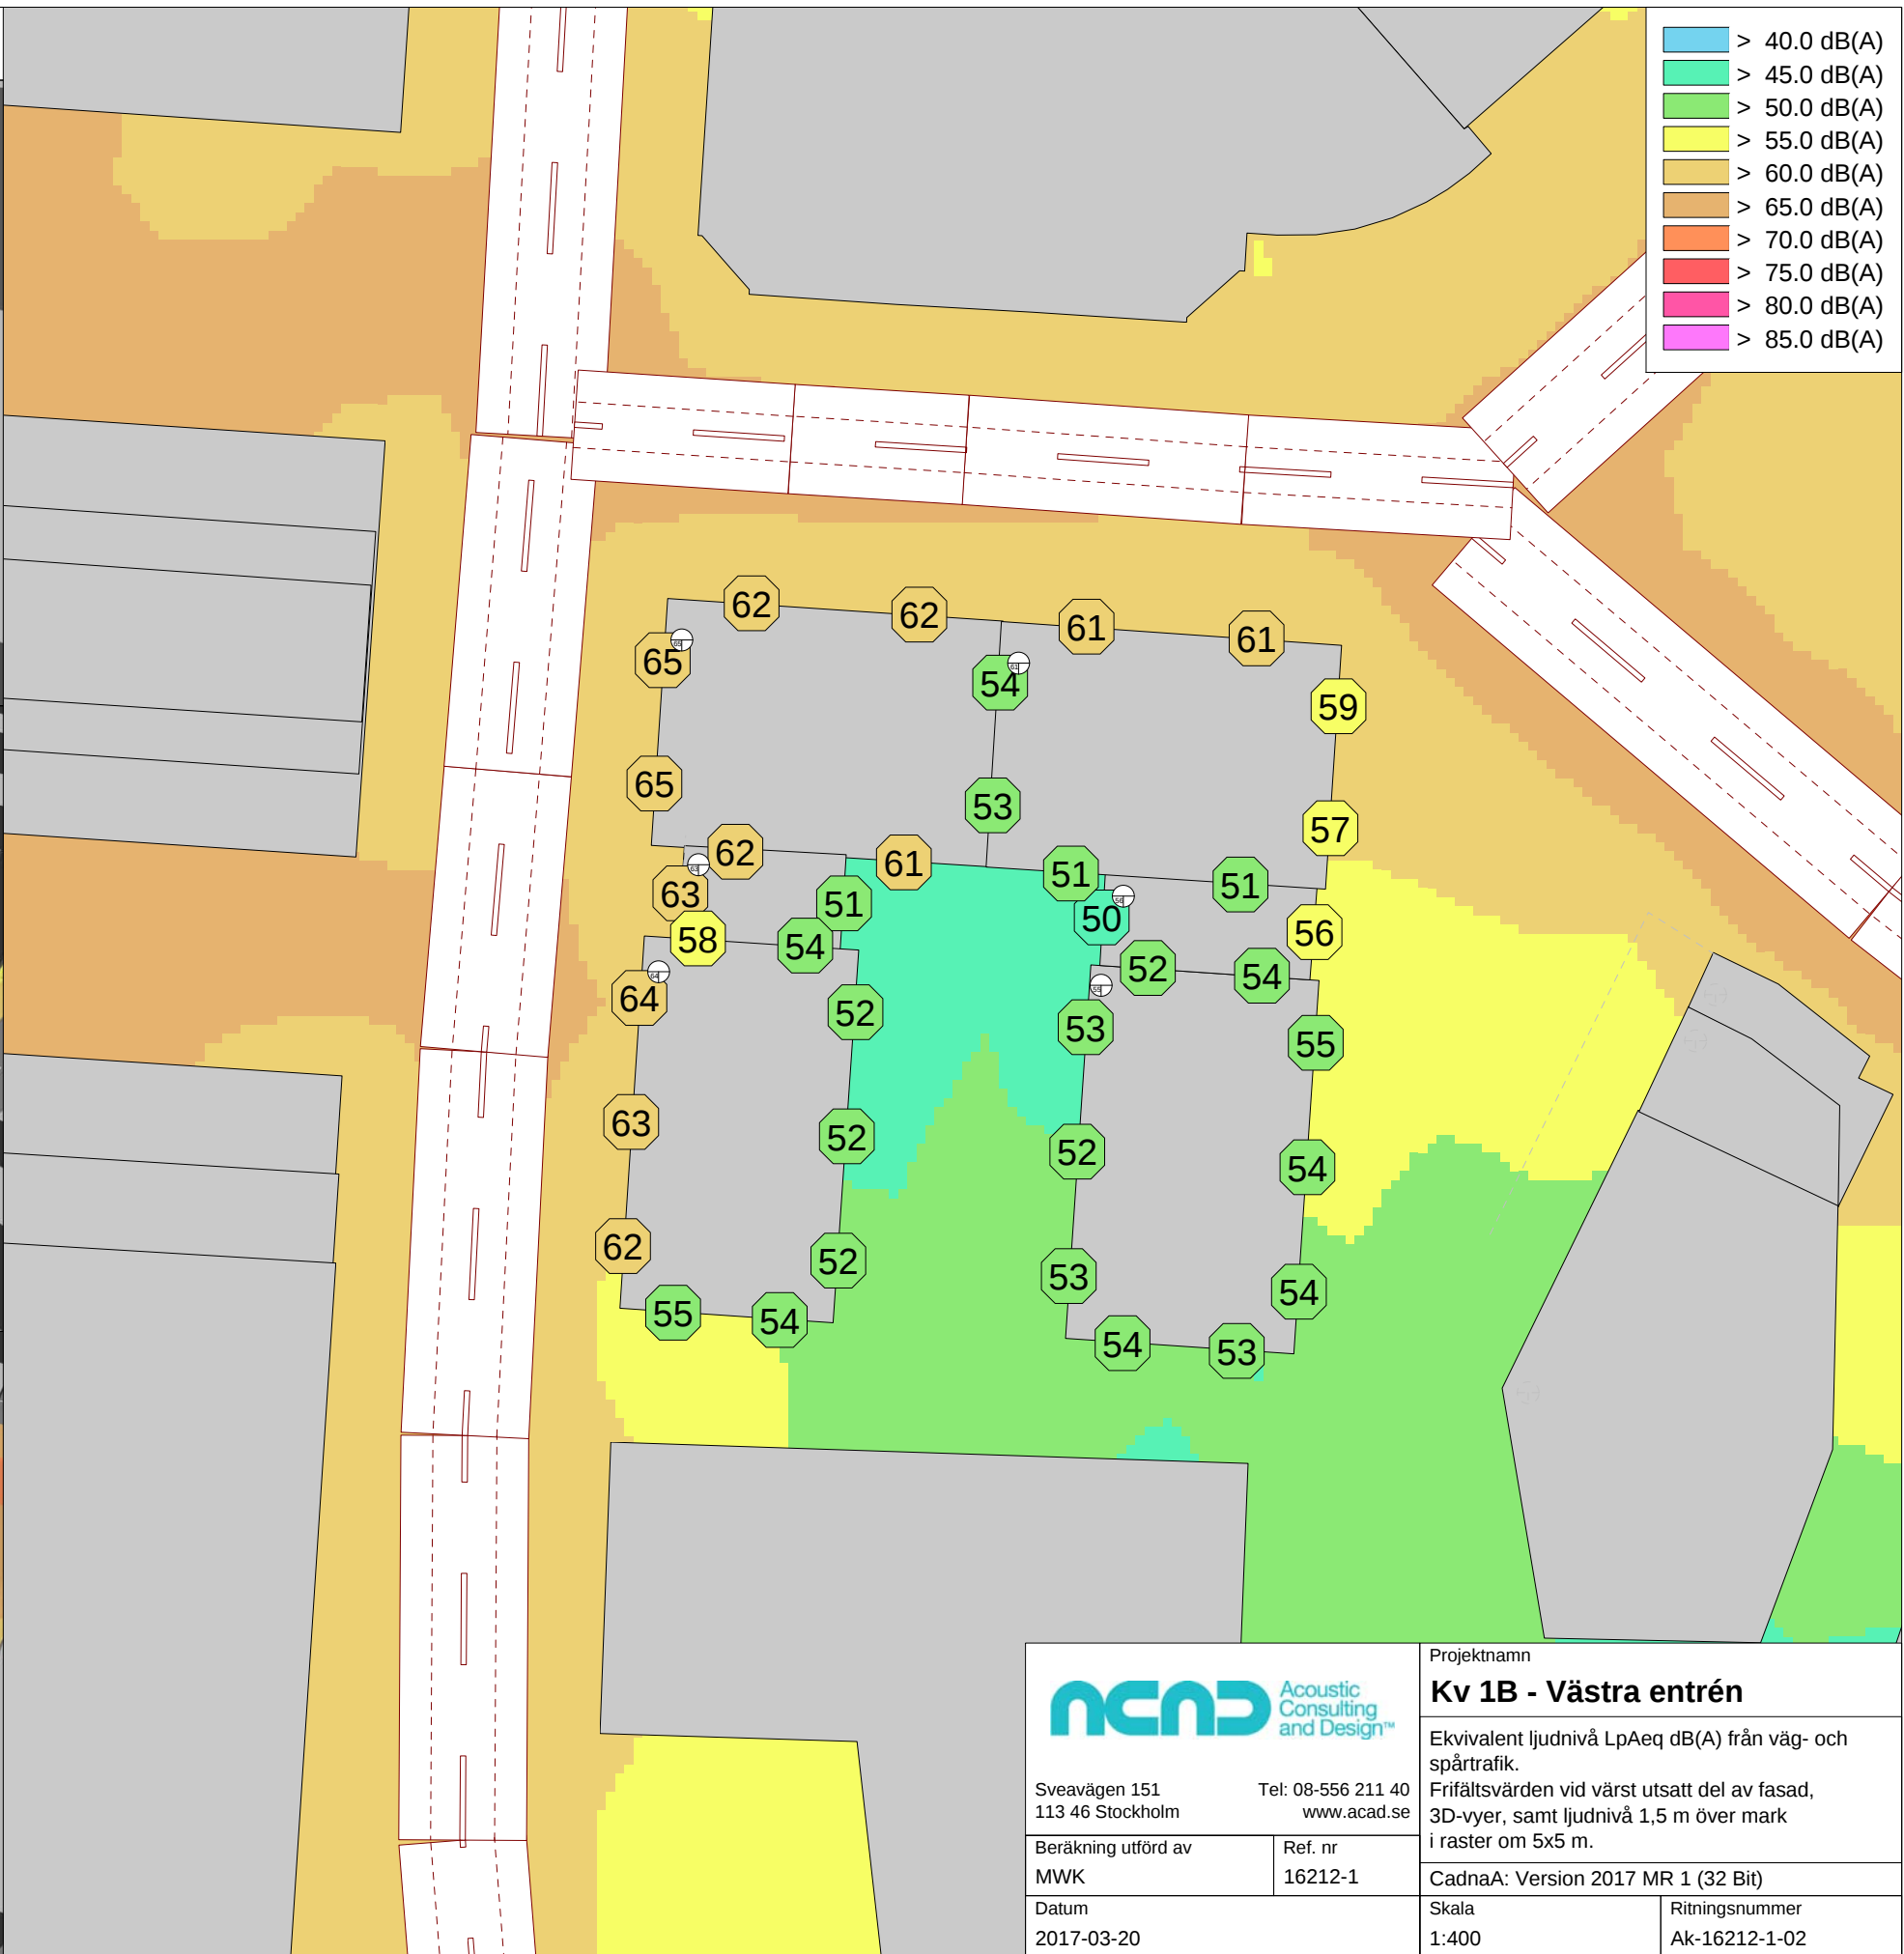 > 40.0 dB(A)
> 45.0 dB(A)
> 50.0 dB(A)
> 55.0 dB(A)
> 60.0 dB(A)
> 65.0 dB(A)
> 70.0 dB(A)
> 75.0 dB(A)
> 80.0 dB(A)
> 85.0 dB(A)
62
62
61
61
65
54
59
65
53
57
62
61
51
51
63
51
50
56
58
54
52
54
64
52
53
55
63
52
52
54
62
52
53
54
55
54
54
53
ACAD
Acoustic
Consulting
and Design™
Sveavägen 151
113 46 Stockholm
Tel: 08-556 211 40
www.acad.se
Beräkning utförd av
MWK
Ref. nr
16212-1
Datum
2017-03-20
Projektnamn
Kv 1B - Västra entrén
Ekvivalent ljudnivå LpAeq dB(A) från väg- och
spårtrafik.
Frifältsvärden vid värst utsatt del av fasad,
3D-vyer, samt ljudnivå 1,5 m över mark
i raster om 5x5 m.
CadnaA: Version 2017 MR 1 (32 Bit)
Skala
1:400
Ritningsnummer
Ak-16212-1-02